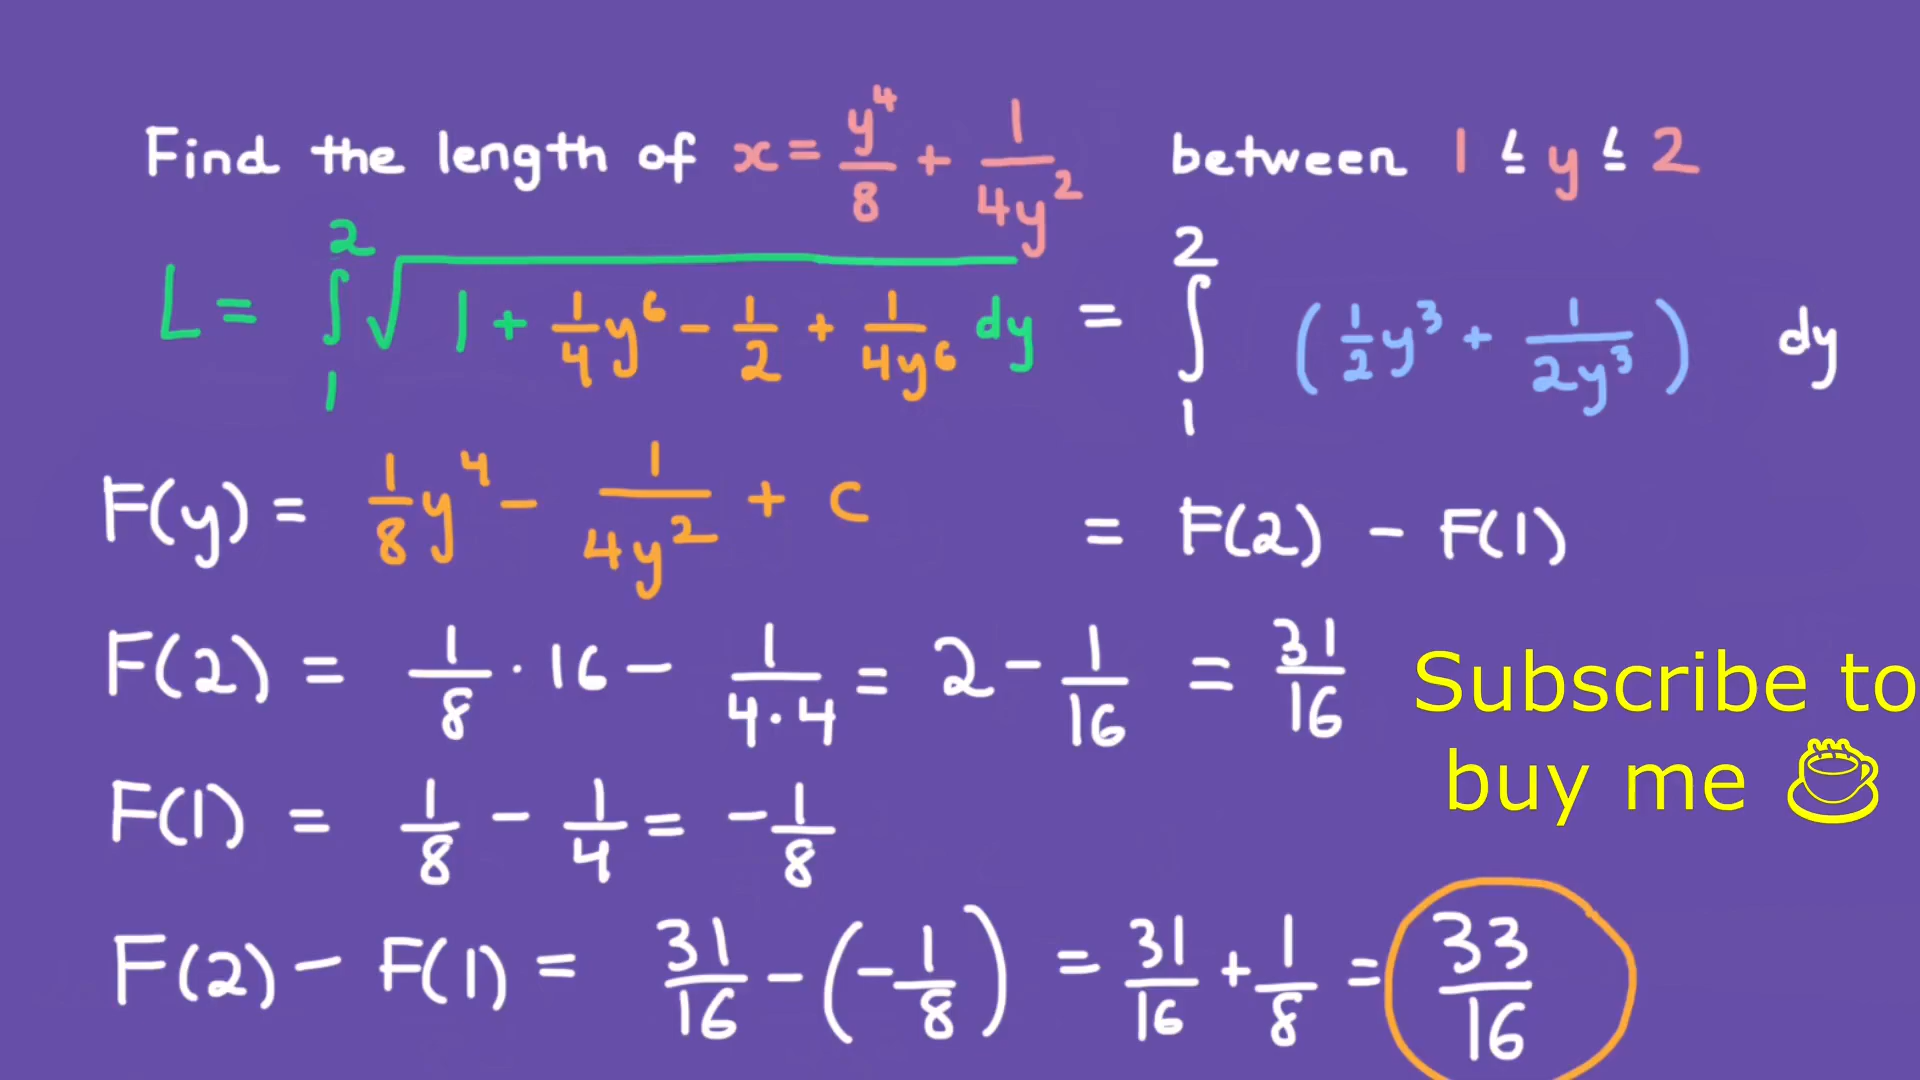 Find the length of x = y⁴/8 + 1/(4y²) between 1 ≤ y ≤ 2
L = ∫₁² √(1 + 1/4 y⁶ − 1/2 + 1/(4y⁶)) dy = ∫₁² (1/2 y³ + 1/(2y³)) dy
F(y) = 1/8 y⁴ − 1/(4y²) + C = F(2) − F(1)
F(2) = 1/8 · 16 − 1/(4·4) = 2 − 1/16 = 31/16
Subscribe to
buy me ☕
F(1) = 1/8 − 1/4 = −1/8
F(2) − F(1) = 31/16 − (−1/8) = 31/16 + 1/8 = 33/16